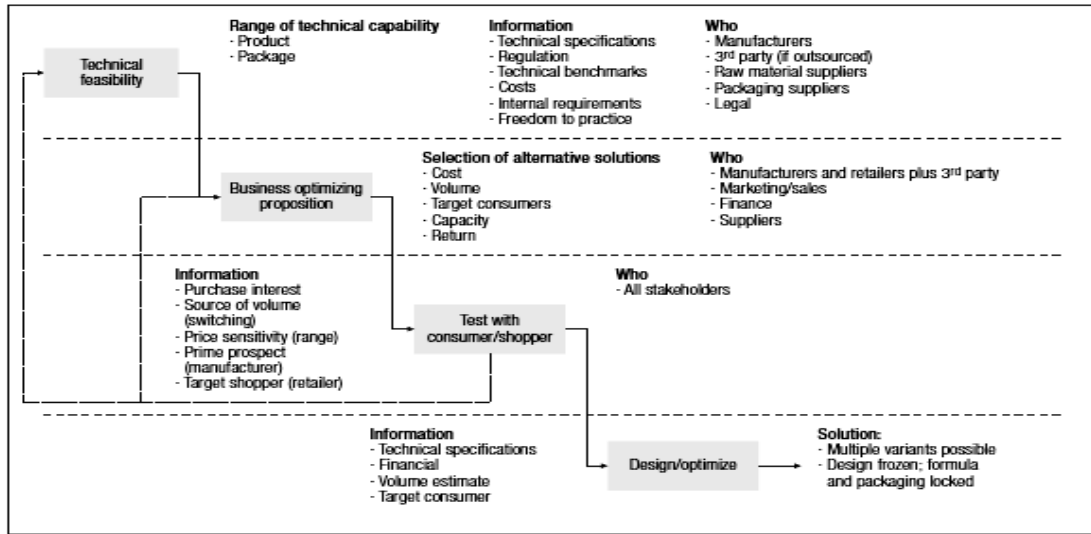 Technical
feasibility
Range of technical capability
- Product
- Package
Information
- Technical specifications
- Regulation
- Technical benchmarks
- Costs
- Internal requirements
- Freedom to practice
Who
- Manufacturers
- 3rd party (if outsourced)
- Raw material suppliers
- Packaging suppliers
- Legal
Business optimizing
proposition
Selection of alternative solutions
- Cost
- Volume
- Target consumers
- Capacity
- Return
Who
- Manufacturers and retailers plus 3rd party
- Marketing/sales
- Finance
- Suppliers
Information
- Purchase interest
- Source of volume
(switching)
- Price sensitivity (range)
- Prime prospect
(manufacturer)
- Target shopper (retailer)
Test with
consumer/shopper
Who
- All stakeholders
Information
- Technical specifications
- Financial
- Volume estimate
- Target consumer
Design/optimize
Solution:
- Multiple variants possible
- Design frozen; formula
and packaging locked